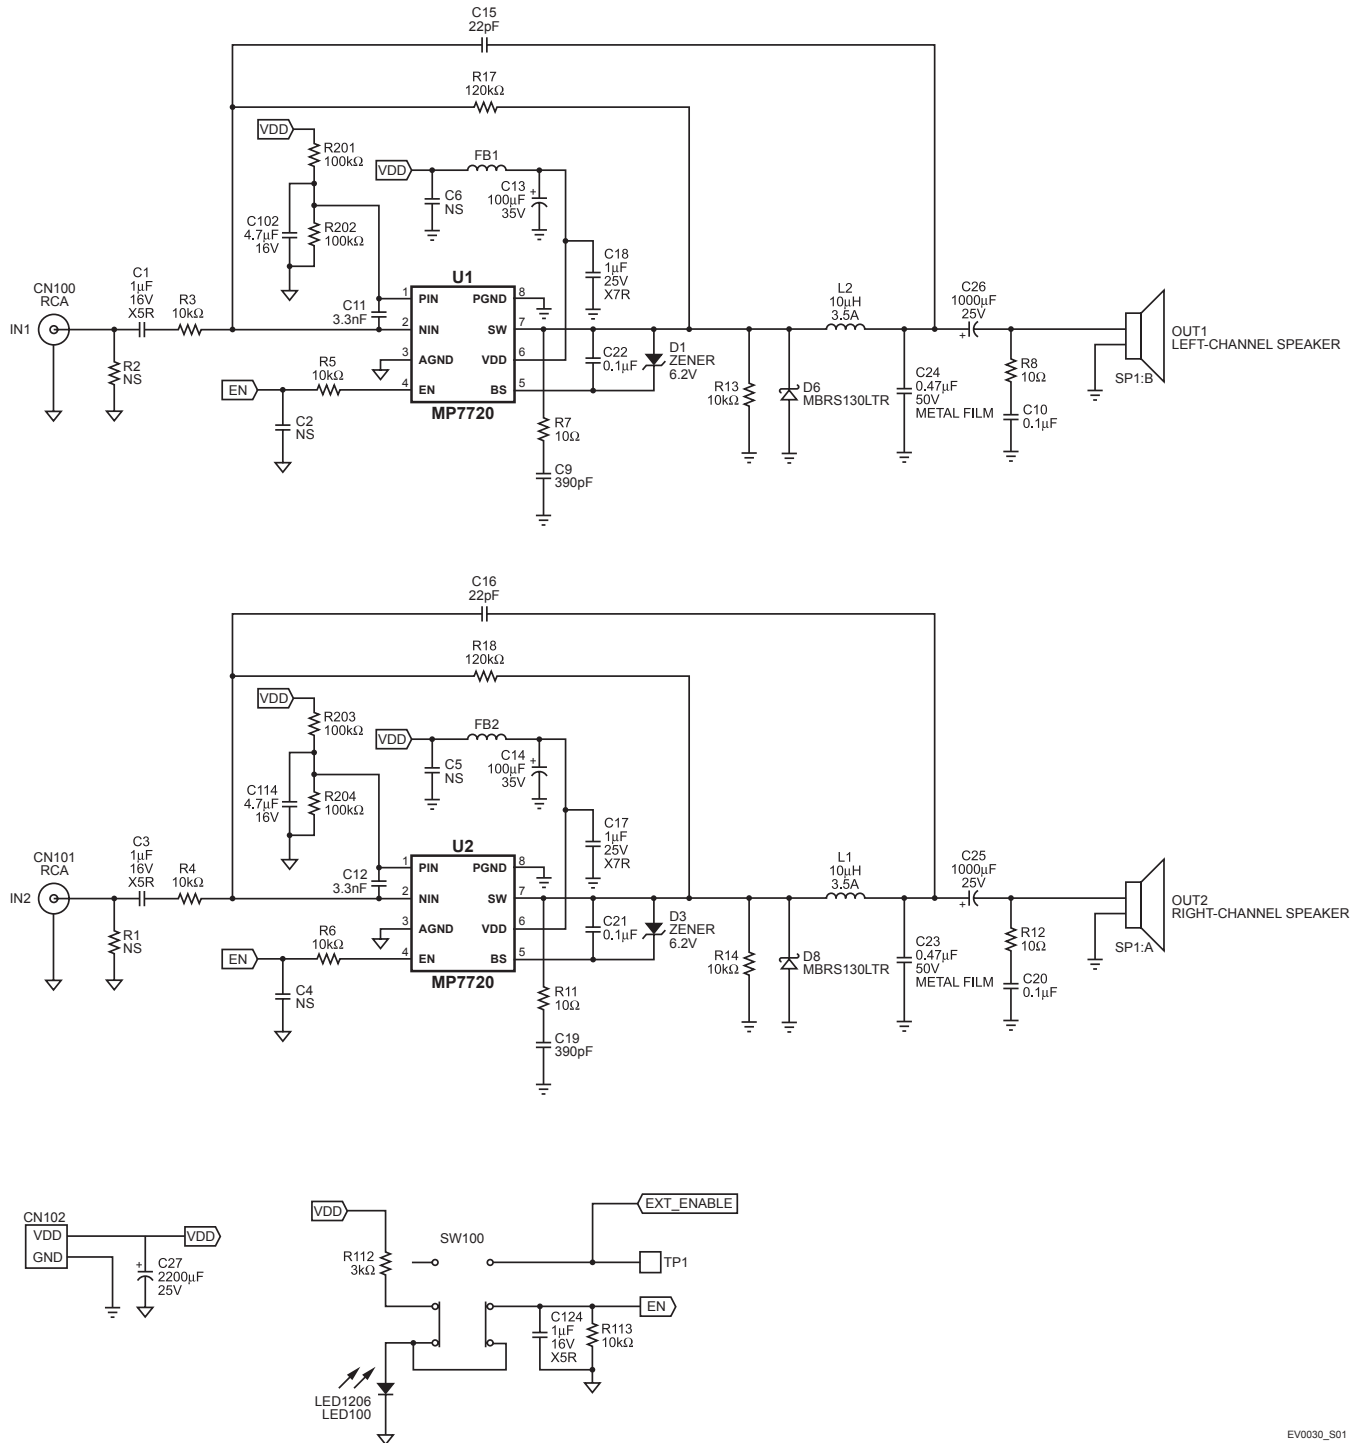 C15
22pF
R17
120kΩ
VDD
R201
100kΩ
VDD
FB1
C6
NS
C13
100μF
35V
+
C102
4.7μF
16V
R202
100kΩ
C18
1μF
25V
X7R
CN100
RCA
IN1
C1
1μF
16V
X5R
R3
10kΩ
R2
NS
C11
3.3nF
U1
1 PIN PGND 8
2 NIN SW 7
3 AGND VDD 6
4 EN BS 5
MP7720
EN
R5
10kΩ
C2
NS
C22
0.1μF
D1
ZENER
6.2V
R7
10Ω
C9
390pF
R13
10kΩ
D6
MBRS130LTR
L2
10μH
3.5A
C24
0.47μF
50V
METAL FILM
C26
1000μF
25V
+
R8
10Ω
C10
0.1μF
OUT1
LEFT-CHANNEL SPEAKER
SP1:B
C16
22pF
R18
120kΩ
VDD
R203
100kΩ
VDD
FB2
C5
NS
C14
100μF
35V
+
C114
4.7μF
16V
R204
100kΩ
C17
1μF
25V
X7R
CN101
RCA
IN2
C3
1μF
16V
X5R
R4
10kΩ
R1
NS
C12
3.3nF
U2
1 PIN PGND 8
2 NIN SW 7
3 AGND VDD 6
4 EN BS 5
MP7720
EN
R6
10kΩ
C4
NS
C21
0.1μF
D3
ZENER
6.2V
R11
10Ω
C19
390pF
R14
10kΩ
D8
MBRS130LTR
L1
10μH
3.5A
C23
0.47μF
50V
METAL FILM
C25
1000μF
25V
+
R12
10Ω
C20
0.1μF
OUT2
RIGHT-CHANNEL SPEAKER
SP1:A
CN102
VDD
GND
VDD
+
C27
2200μF
25V
VDD
R112
3kΩ
SW100
EXT_ENABLE
TP1
EN
C124
1μF
16V
X5R
R113
10kΩ
LED1206
LED100
EV0030_S01